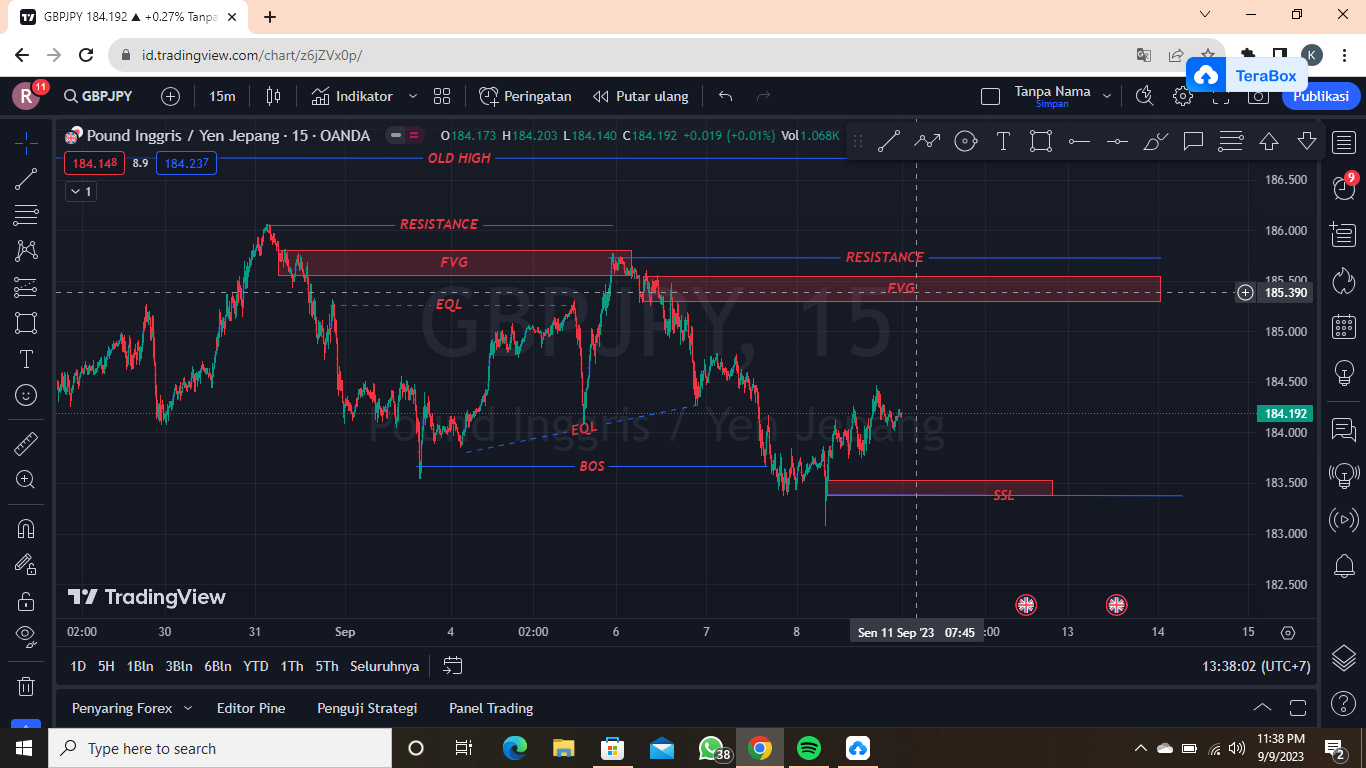 GBPJPY 184.192 ▲ +0.27% Tanpa
id.tradingview.com/chart/z6jZVx0p/
K
TeraBox
R 11
GBPJPY
15m
Indikator
Peringatan
Putar ulang
Tanpa Nama
Simpan
Publikasi
Pound Inggris / Yen Jepang · 15 · OANDA
O184.173 H184.203 L184.140 C184.192 +0.019 (+0.01%) Vol1.068K
184.148 8.9 184.237
1
OLD HIGH
RESISTANCE
FVG
EQL
RESISTANCE
FVG
EQL
BOS
SSL
GBPJPY, 15
Pound Inggris / Yen Jepang
186.500
186.000
185.500
185.390
185.000
184.500
184.192
184.000
183.500
183.000
182.500
9
TradingView
02:00 30 31 Sep 4 02:00 6 7 8 Sen 11 Sep '23 07:45 :00 13 14 15
1D 5H 1Bln 3Bln 6Bln YTD 1Th 5Th Seluruhnya
13:38:02 (UTC+7)
Penyaring Forex
Editor Pine
Penguji Strategi
Panel Trading
Type here to search
38
11:38 PM
9/9/2023
2